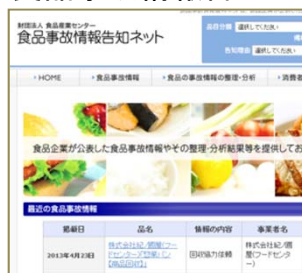 財団法人 食品産業センター
食品事故情報告知ネット
品目分類 選択してください
告知理由 選択してください
HOME
食品事故情報
食品の事故情報の整理・分析
消費者
食品企業が公表した食品事故情報やその整理・分析結果等を提供してお
最近の食品事故情報
掲載日 品名 情報の内容 事業者名
2013年4月23日
株式会社紀ノ國屋(フー
ドセンター
【商品回収】
回収協力依頼
株式会社紀ノ國
屋(フードセンタ
ー)